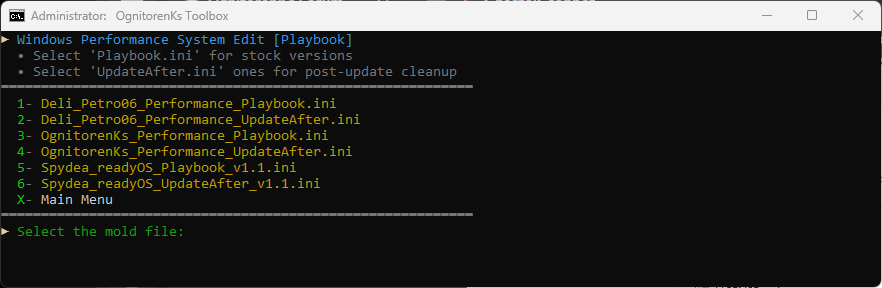 Administrator: OgnitorenKs Toolbox
► Windows Performance System Edit [Playbook]
• Select 'Playbook.ini' for stock versions
• Select 'UpdateAfter.ini' ones for post-update cleanup
1- Deli_Petro06_Performance_Playbook.ini
2- Deli_Petro06_Performance_UpdateAfter.ini
3- OgnitorenKs_Performance_Playbook.ini
4- OgnitorenKs_Performance_UpdateAfter.ini
5- Spydea_readyOS_Playbook_v1.1.ini
6- Spydea_readyOS_UpdateAfter_v1.1.ini
X- Main Menu
► Select the mold file: